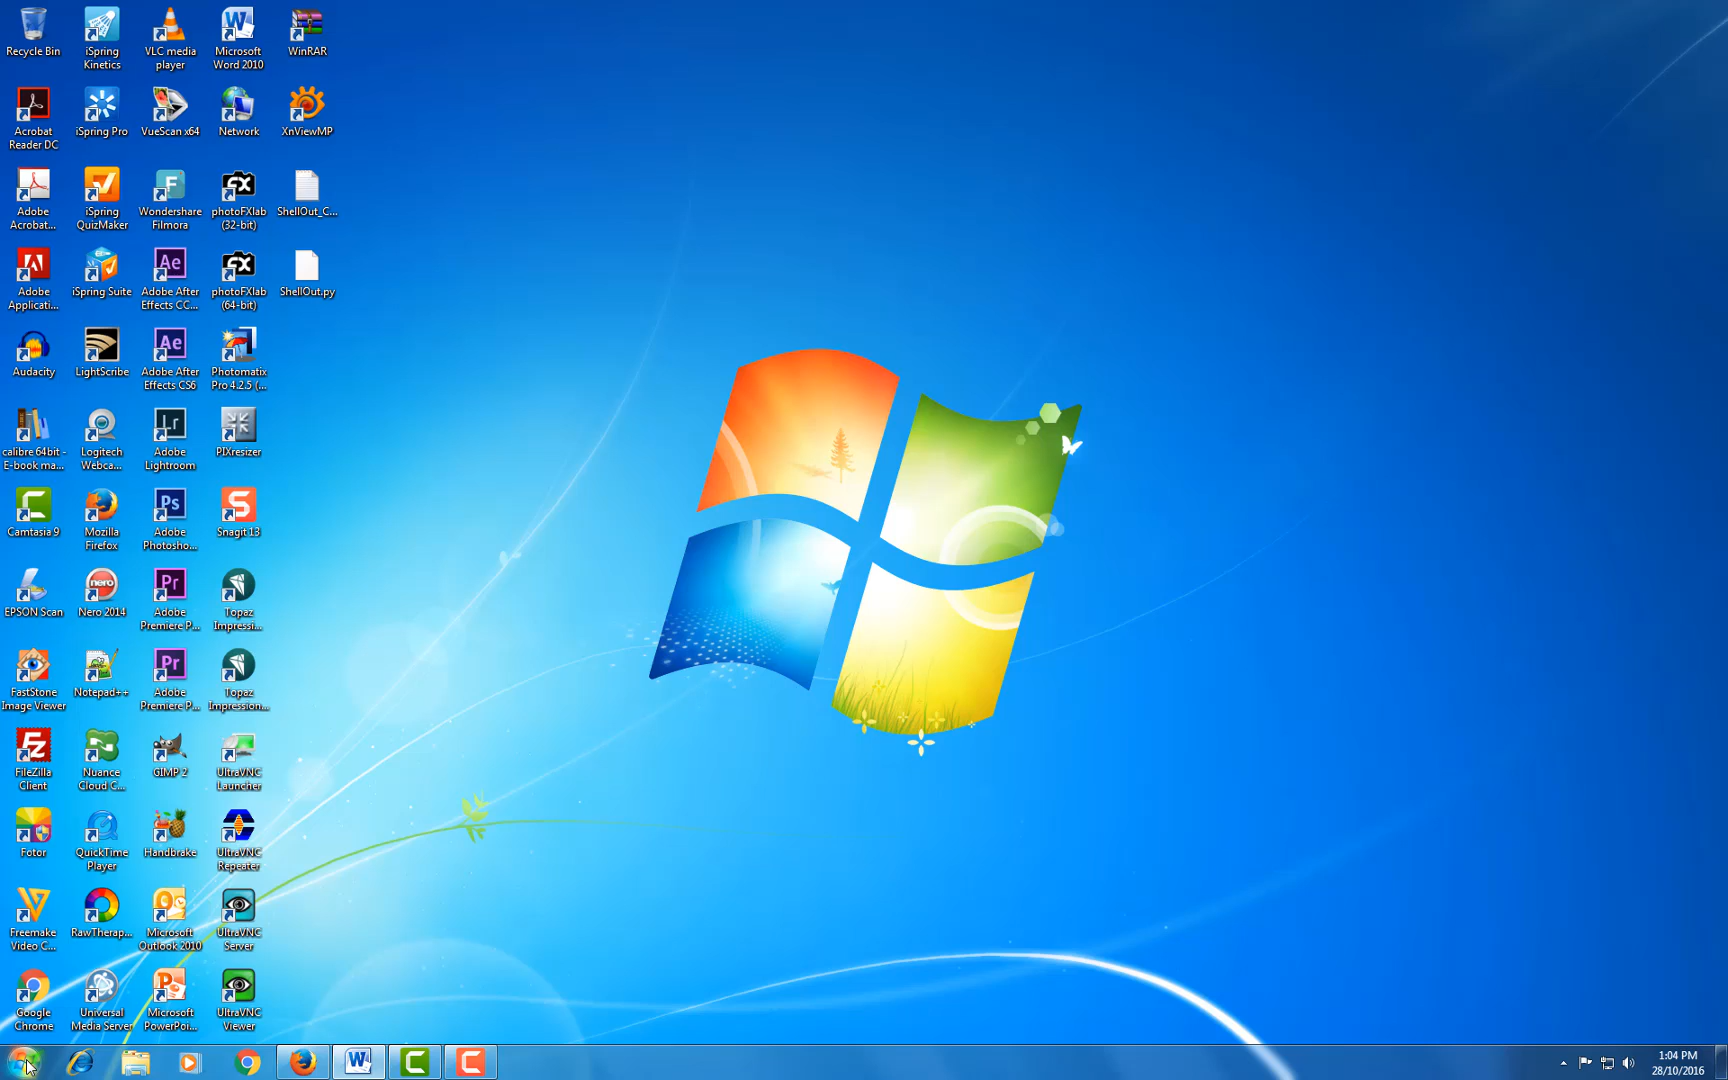 Recycle Bin
iSpring Kinetics
VLC media player
Microsoft Word 2010
WinRAR
Acrobat Reader DC
iSpring Pro
VueScan x64
Network
XnViewMP
Adobe Acrobat...
iSpring QuizMaker
Wondershare Filmora
photoFXlab (32-bit)
ShellOut_C...
Adobe Applicati...
iSpring Suite
Adobe After Effects CC...
photoFXlab (64-bit)
ShellOut.py
Audacity
LightScribe
Adobe After Effects CS6
Photomatix Pro 4.2.5 (...
calibre 64bit - E-book ma...
Logitech Webca...
Adobe Lightroom
PIXresizer
Camtasia 9
Mozilla Firefox
Adobe Photosho...
Snagit 13
EPSON Scan
Nero 2014
Adobe Premiere P...
Topaz Impressi...
FastStone Image Viewer
Notepad++
Adobe Premiere P...
Topaz Impression...
FileZilla Client
Nuance Cloud C...
GIMP 2
UltraVNC Launcher
Fotor
QuickTime Player
Handbrake
UltraVNC Repeater
Freemake Video C...
RawTherap...
Microsoft Outlook 2010
UltraVNC Server
Google Chrome
Universal Media Server
Microsoft PowerPoi...
UltraVNC Viewer
1:04 PM
28/10/2016